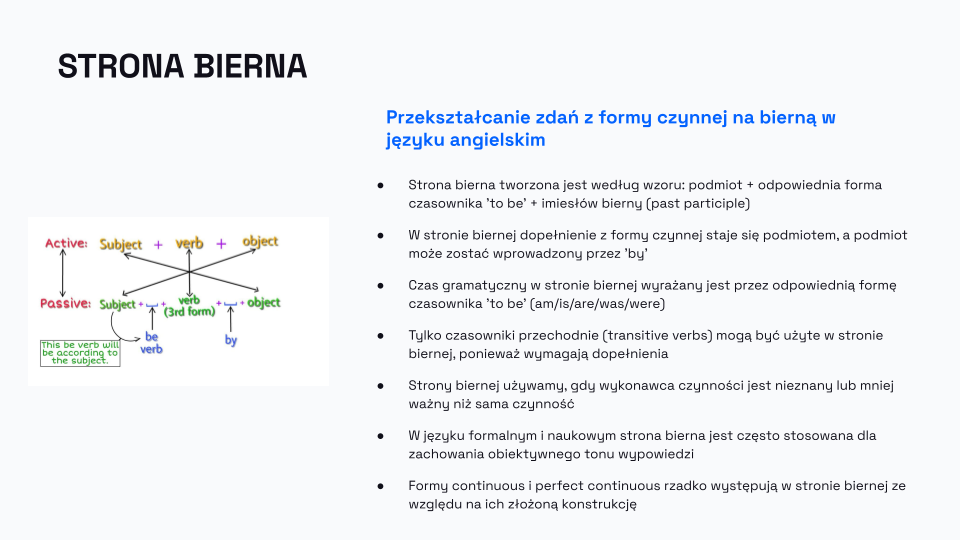 STRONA BIERNA
Przekształcanie zdań z formy czynnej na bierną w
języku angielskim
Active: Subject + verb + object
Passive: Subject + + verb (3rd form) + + object
be verb
by
This be verb will
be according to
the subject.
● Strona bierna tworzona jest według wzoru: podmiot + odpowiednia forma
czasownika 'to be' + imiesłów bierny (past participle)
● W stronie biernej dopełnienie z formy czynnej staje się podmiotem, a podmiot
może zostać wprowadzony przez 'by'
● Czas gramatyczny w stronie biernej wyrażany jest przez odpowiednią formę
czasownika 'to be' (am/is/are/was/were)
● Tylko czasowniki przechodnie (transitive verbs) mogą być użyte w stronie
biernej, ponieważ wymagają dopełnienia
● Strony biernej używamy, gdy wykonawca czynności jest nieznany lub mniej
ważny niż sama czynność
● W języku formalnym i naukowym strona bierna jest często stosowana dla
zachowania obiektywnego tonu wypowiedzi
● Formy continuous i perfect continuous rzadko występują w stronie biernej ze
względu na ich złożoną konstrukcję